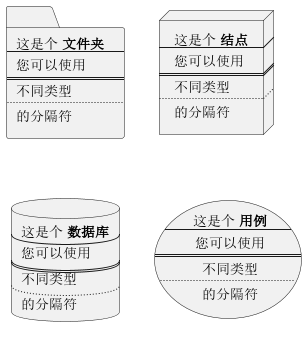 这是个 文件夹
您可以使用
不同类型
的分隔符
这是个 结点
您可以使用
不同类型
的分隔符
这是个 数据库
您可以使用
不同类型
的分隔符
这是个 用例
您可以使用
不同类型
的分隔符